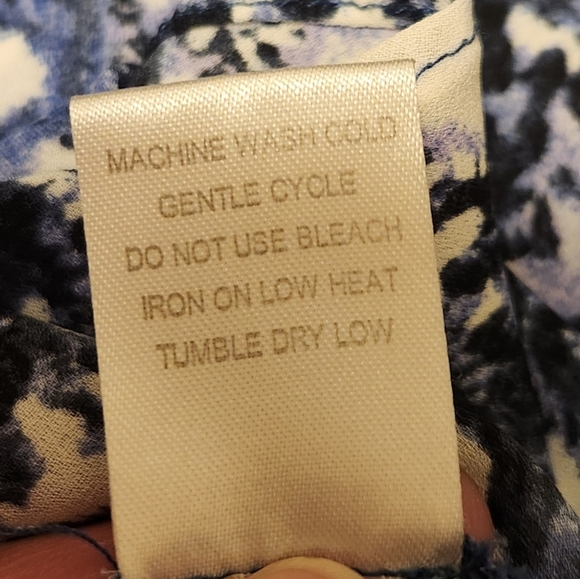 MACHINE WASH COLD
GENTLE CYCLE
DO NOT USE BLEACH
IRON ON LOW HEAT
TUMBLE DRY LOW